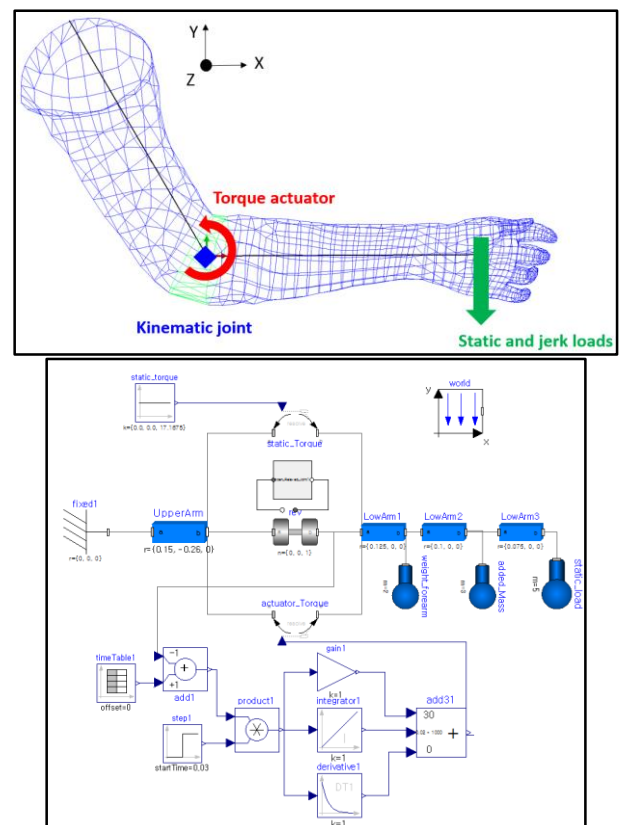 Y
X
Z
Torque actuator
Kinematic joint
Static and jerk loads
static_torque
k={0.0, 0.0, 17.1675}
static_Torque
world
y
x
fixed1
r={0, 0, 0}
UpperArm
a b
r={0.15, -0.26, 0}
rev
n={0, 0, 1}
LowArm1
a b
r={0.125, 0, 0}
LowArm2
a b
r={0.1, 0, 0}
LowArm3
a b
r={0.075, 0, 0}
weight_forearm
added_Mass
static_load
m=5
actuator_Torque
timeTable1
offset=0
-1
+1
+
add1
step1
startTime=0.03
product1
gain1
k=1
integrator1
I
k=1
derivative1
DT1
k=1
add31
30
+
0